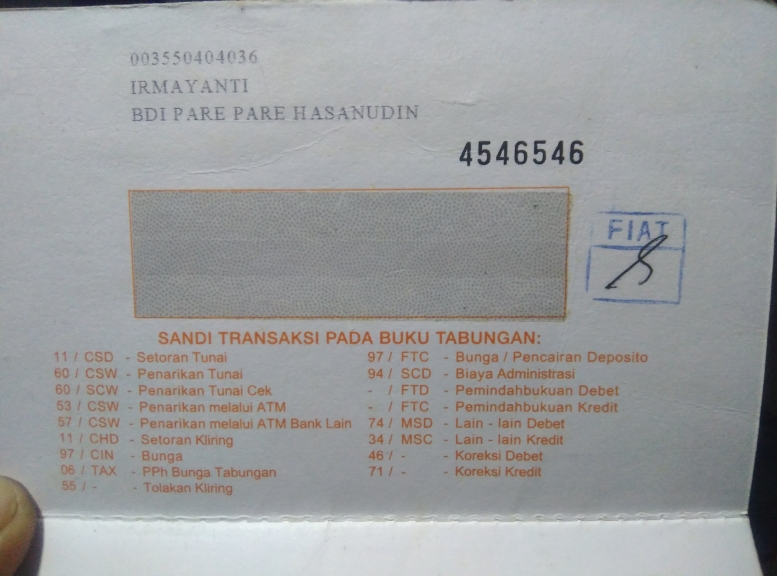 003550404036
IRMAYANTI
BDI PARE PARE HASANUDIN
4546546
FIAT
SANDI TRANSAKSI PADA BUKU TABUNGAN:
11 / CSD - Setoran Tunai
60 / CSW - Penarikan Tunai
60 / SCW - Penarikan Tunai Cek
53 / CSW - Penarikan melalui ATM
57 / CSW - Penarikan melalui ATM Bank Lain
11 / CHD - Setoran Kliring
97 / CIN - Bunga
06 / TAX - PPh Bunga Tabungan
55 / - - Tolakan Kliring
97 / FTC - Bunga / Pencairan Deposito
94 / SCD - Biaya Administrasi
- / FTD - Pemindahbukuan Debet
- / FTC - Pemindahbukuan Kredit
74 / MSD - Lain - lain Debet
34 / MSC - Lain - lain Kredit
46 / - - Koreksi Debet
71 / - - Koreksi Kredit